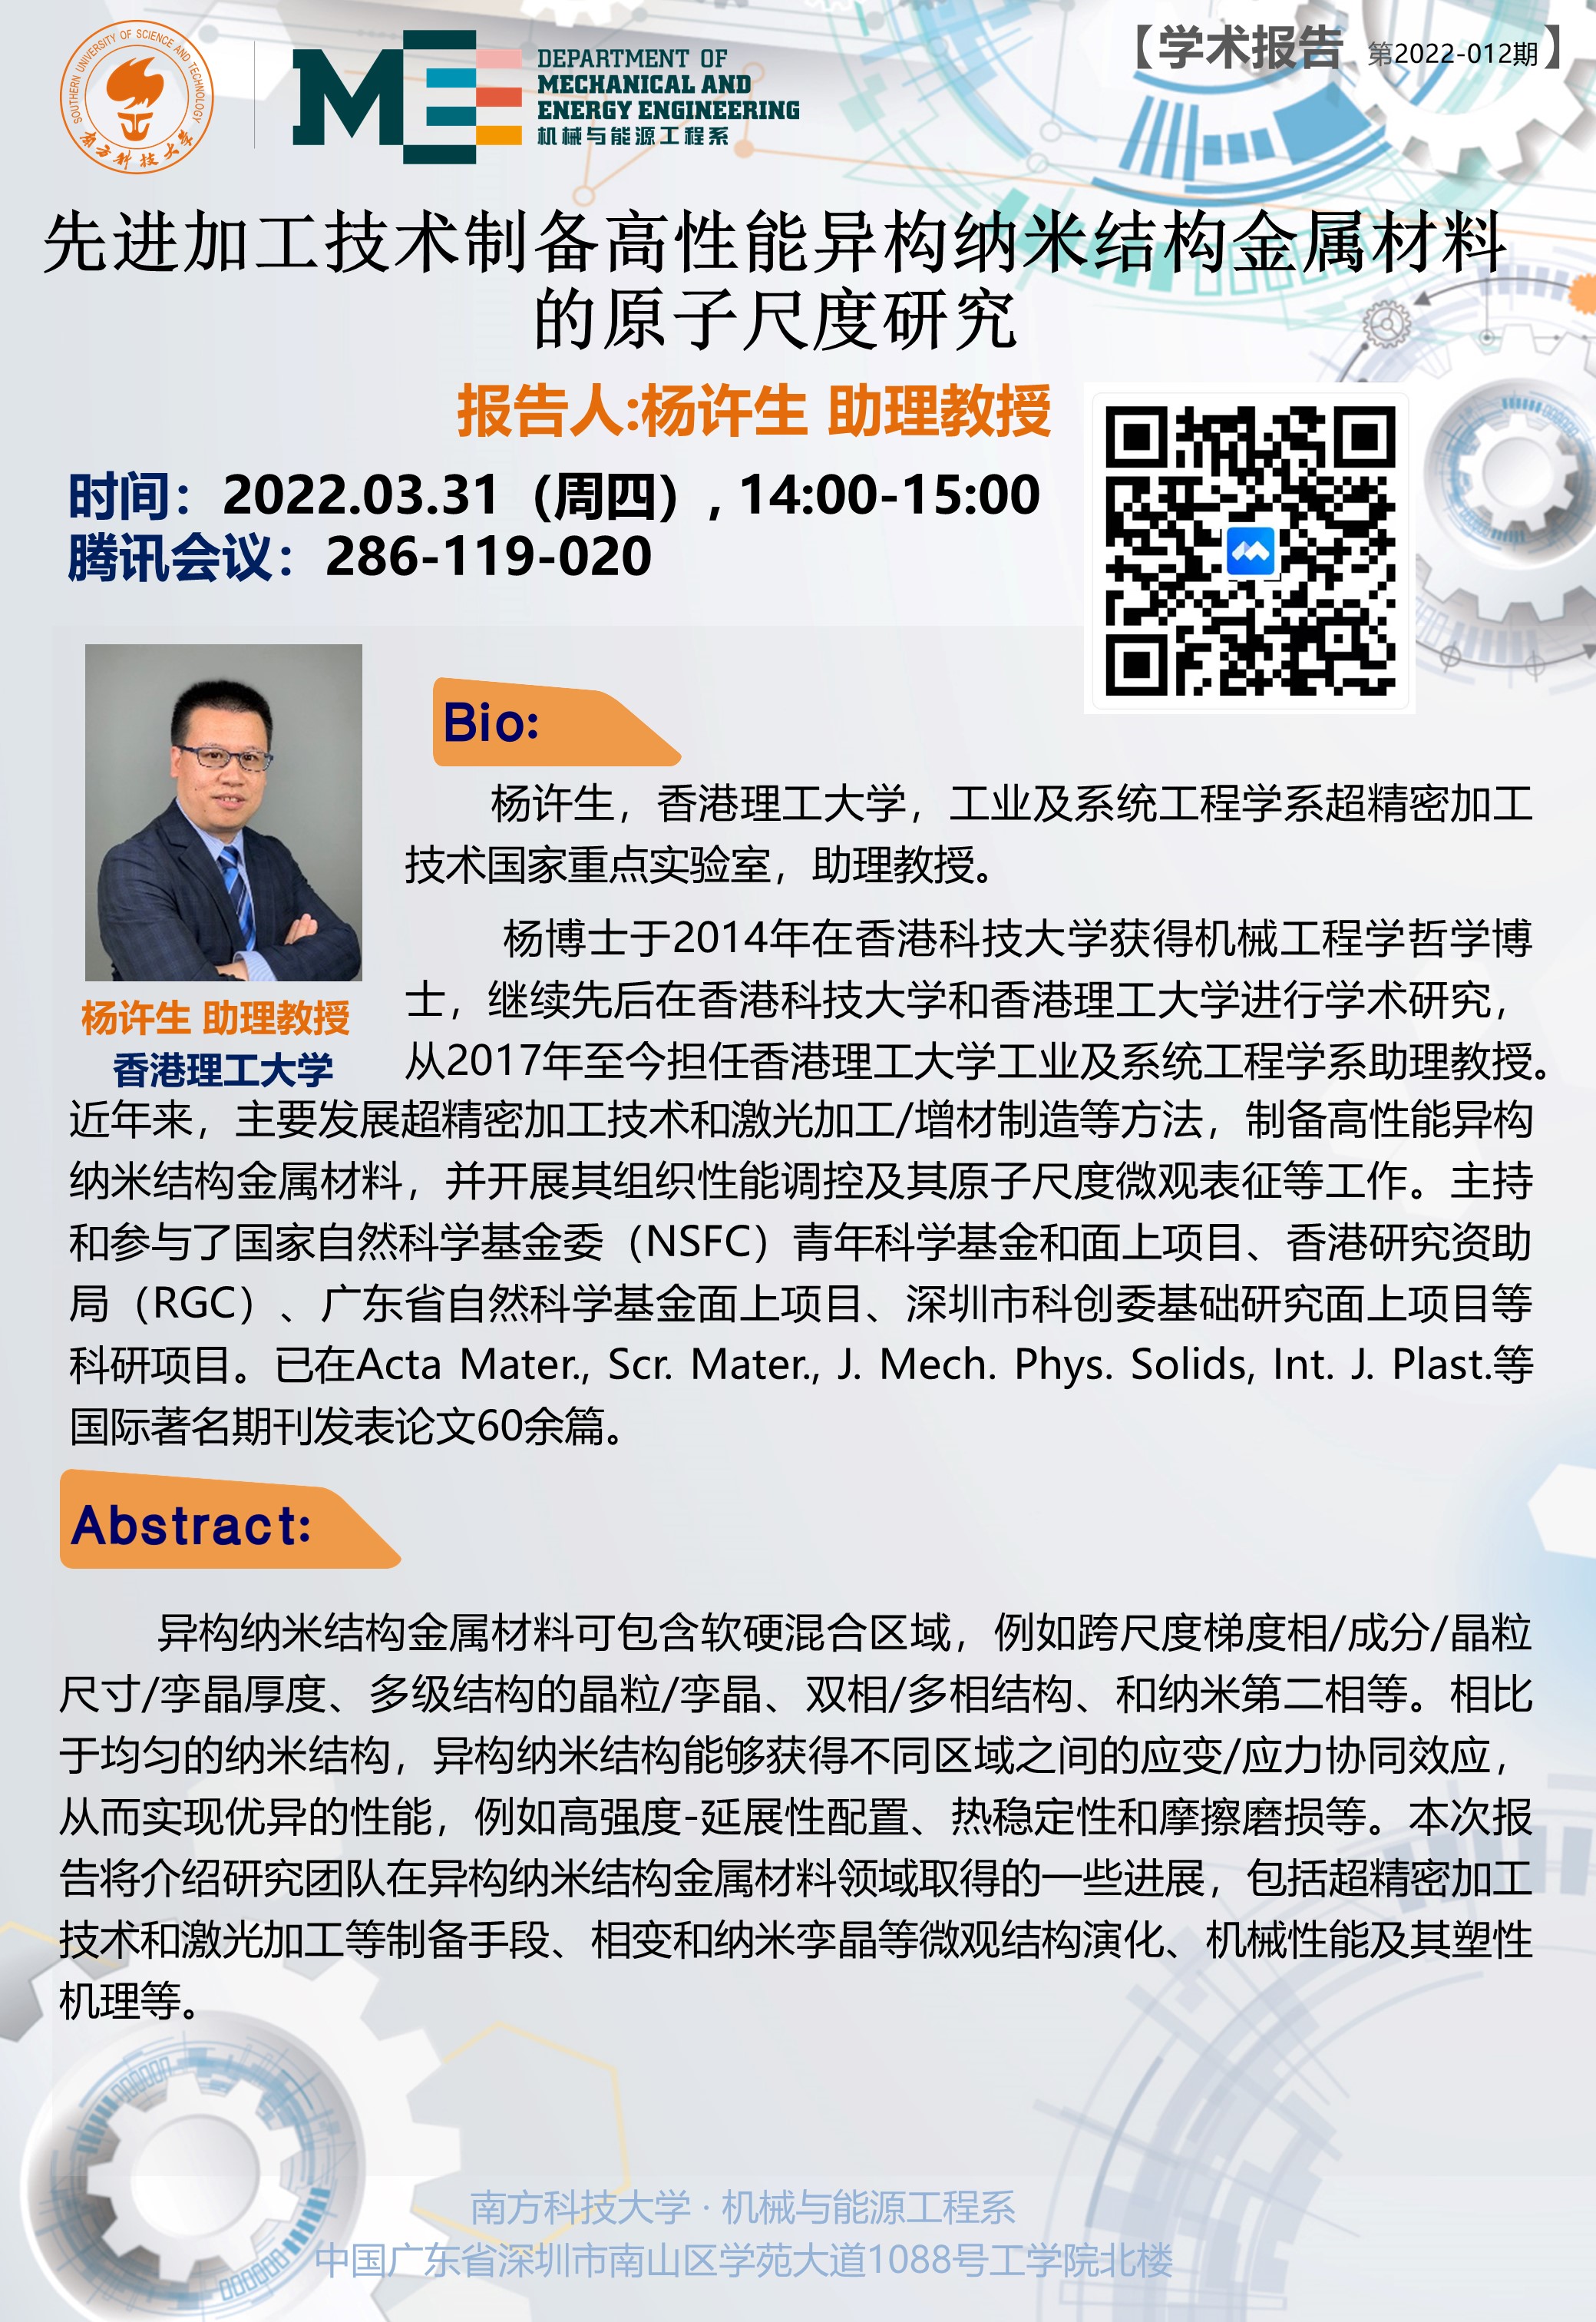 SOUTHERN UNIVERSITY OF SCIENCE AND TECHNOLOGY
南方科技大学
DEPARTMENT OF
MECHANICAL AND
ENERGY ENGINEERING
机械与能源工程系
【学术报告 第2022-012期】
先进加工技术制备高性能异构纳米结构金属材料
的原子尺度研究
报告人:杨许生 助理教授
时间：2022.03.31（周四）, 14:00-15:00
腾讯会议：286-119-020
Bio:
杨许生，香港理工大学，工业及系统工程学系超精密加工
技术国家重点实验室，助理教授。
杨博士于2014年在香港科技大学获得机械工程学哲学博
士，继续先后在香港科技大学和香港理工大学进行学术研究，
从2017年至今担任香港理工大学工业及系统工程学系助理教授。
杨许生 助理教授
香港理工大学
近年来，主要发展超精密加工技术和激光加工/增材制造等方法，制备高性能异构
纳米结构金属材料，并开展其组织性能调控及其原子尺度微观表征等工作。主持
和参与了国家自然科学基金委（NSFC）青年科学基金和面上项目、香港研究资助
局（RGC）、广东省自然科学基金面上项目、深圳市科创委基础研究面上项目等
科研项目。已在Acta Mater., Scr. Mater., J. Mech. Phys. Solids, Int. J. Plast.等
国际著名期刊发表论文60余篇。
Abstract:
异构纳米结构金属材料可包含软硬混合区域，例如跨尺度梯度相/成分/晶粒
尺寸/孪晶厚度、多级结构的晶粒/孪晶、双相/多相结构、和纳米第二相等。相比
于均匀的纳米结构，异构纳米结构能够获得不同区域之间的应变/应力协同效应，
从而实现优异的性能，例如高强度-延展性配置、热稳定性和摩擦磨损等。本次报
告将介绍研究团队在异构纳米结构金属材料领域取得的一些进展，包括超精密加工
技术和激光加工等制备手段、相变和纳米孪晶等微观结构演化、机械性能及其塑性
机理等。
南方科技大学 · 机械与能源工程系
中国广东省深圳市南山区学苑大道1088号工学院北楼